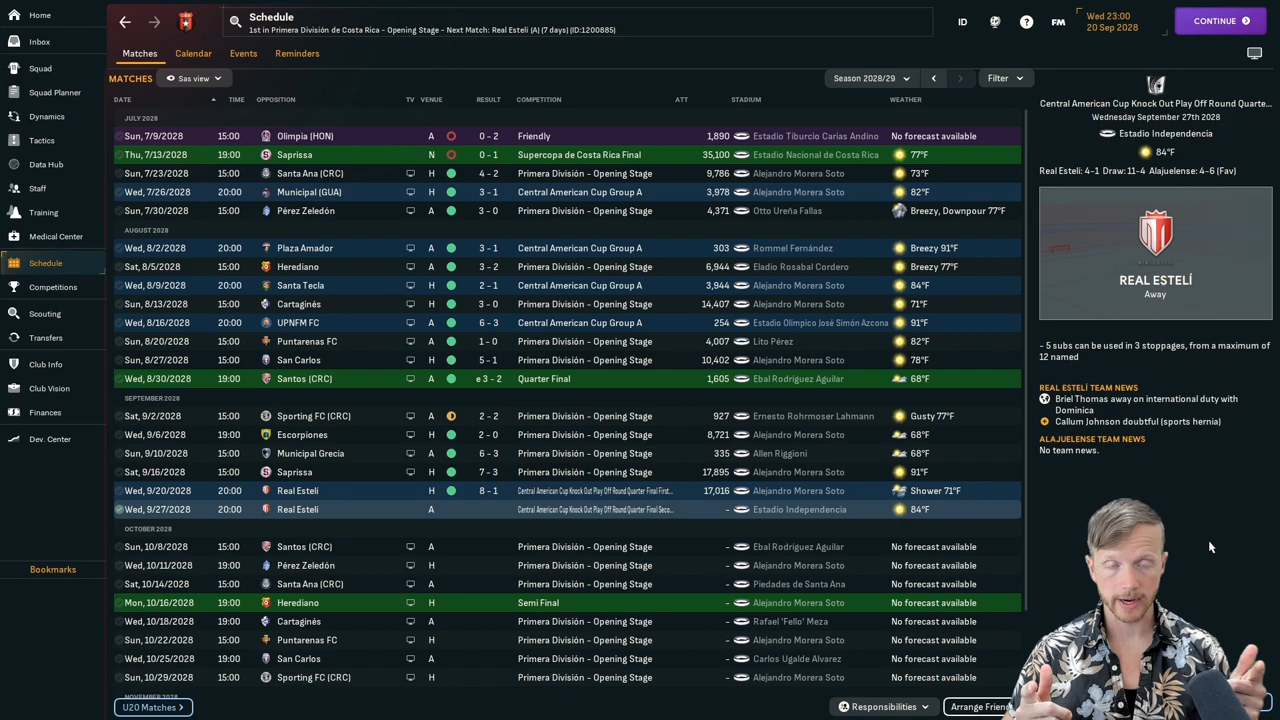 Home
Inbox
Squad
Squad Planner
Dynamics
Tactics
Data Hub
Staff
Training
Medical Center
Schedule
Competitions
Scouting
Transfers
Club Info
Club Vision
Finances
Dev. Center
Bookmarks
Schedule
1st in Primera División de Costa Rica - Opening Stage - Next Match: Real Estelí (A) (7 days) (ID:1200885)
ID
?
FM
Wed 23:00
20 Sep 2028
CONTINUE
Matches Calendar Events Reminders
MATCHES Sas view Season 2028/29 Filter
DATE TIME OPPOSITION TV VENUE RESULT COMPETITION ATT STADIUM WEATHER
JULY 2028
Sun, 7/9/2028 15:00 Olimpia (HON) A 0 - 2 Friendly 1,890 Estadio Tiburcio Carias Andino No forecast available
Thu, 7/13/2028 19:00 Saprissa N 0 - 1 Supercopa de Costa Rica Final 35,100 Estadio Nacional de Costa Rica 77°F
Sun, 7/23/2028 15:00 Santa Ana (CRC) H 4 - 2 Primera División - Opening Stage 9,786 Alejandro Morera Soto 73°F
Wed, 7/26/2028 20:00 Municipal (GUA) H 3 - 1 Central American Cup Group A 3,978 Alejandro Morera Soto 82°F
Sun, 7/30/2028 15:00 Pérez Zeledón A 3 - 0 Primera División - Opening Stage 4,371 Otto Ureña Fallas Breezy, Downpour 77°F
AUGUST 2028
Wed, 8/2/2028 20:00 Plaza Amador A 3 - 1 Central American Cup Group A 303 Rommel Fernández Breezy 91°F
Sat, 8/5/2028 15:00 Herediano A 3 - 2 Primera División - Opening Stage 6,944 Eladio Rosabal Cordero Breezy 77°F
Wed, 8/9/2028 20:00 Santa Tecla H 2 - 1 Central American Cup Group A 3,944 Alejandro Morera Soto 84°F
Sun, 8/13/2028 15:00 Cartaginés H 3 - 0 Primera División - Opening Stage 14,407 Alejandro Morera Soto 71°F
Wed, 8/16/2028 20:00 UPNFM FC A 6 - 3 Central American Cup Group A 254 Estadio Olímpico José Simón Azcona 91°F
Sun, 8/20/2028 15:00 Puntarenas FC A 1 - 0 Primera División - Opening Stage 4,007 Lito Pérez 82°F
Sun, 8/27/2028 15:00 San Carlos H 5 - 1 Primera División - Opening Stage 10,402 Alejandro Morera Soto 78°F
Wed, 8/30/2028 19:00 Santos (CRC) A e 3 - 2 Quarter Final 1,605 Ebal Rodríguez Aguilar 68°F
SEPTEMBER 2028
Sat, 9/2/2028 15:00 Sporting FC (CRC) A 2 - 2 Primera División - Opening Stage 927 Ernesto Rohrmoser Lahmann Gusty 77°F
Wed, 9/6/2028 19:00 Escorpiones H 2 - 0 Primera División - Opening Stage 8,721 Alejandro Morera Soto 68°F
Sun, 9/10/2028 15:00 Municipal Grecia A 6 - 3 Primera División - Opening Stage 335 Allen Riggioni 68°F
Sat, 9/16/2028 15:00 Saprissa H 7 - 3 Primera División - Opening Stage 17,895 Alejandro Morera Soto 91°F
Wed, 9/20/2028 20:00 Real Estelí H 8 - 1 Central American Cup Knock Out Play Off Round Quarter Final First... 17,016 Alejandro Morera Soto Shower 71°F
Wed, 9/27/2028 20:00 Real Estelí A Central American Cup Knock Out Play Off Round Quarter Final Seco... - Estadio Independencia 84°F
OCTOBER 2028
Sun, 10/8/2028 15:00 Santos (CRC) A Primera División - Opening Stage - Ebal Rodríguez Aguilar No forecast available
Wed, 10/11/2028 19:00 Pérez Zeledón H Primera División - Opening Stage - Alejandro Morera Soto No forecast available
Sat, 10/14/2028 15:00 Santa Ana (CRC) A Primera División - Opening Stage - Piedades de Santa Ana No forecast available
Mon, 10/16/2028 19:00 Herediano H Semi Final - Alejandro Morera Soto No forecast available
Wed, 10/18/2028 19:00 Cartaginés A Primera División - Opening Stage - Rafael 'Fello' Meza No forecast available
Sun, 10/22/2028 15:00 Puntarenas FC H Primera División - Opening Stage - Alejandro Morera Soto No forecast available
Wed, 10/25/2028 19:00 San Carlos A Primera División - Opening Stage - Carlos Ugalde Alvarez No forecast available
Sun, 10/29/2028 15:00 Sporting FC (CRC) H Primera División - Opening Stage - Alejandro Morera Soto No forecast available
NOVEMBER 2028
U20 Matches > Responsibilities Arrange Frien
Central American Cup Knock Out Play Off Round Quarte...
Wednesday September 27th 2028
Estadio Independencia
84°F
Real Estelí: 4-1 Draw: 11-4 Alajuelense: 4-6 (Fav)
REAL ESTELÍ
Away
- 5 subs can be used in 3 stoppages, from a maximum of
12 named
REAL ESTELÍ TEAM NEWS
Briel Thomas away on international duty with
Dominica
Callum Johnson doubtful (sports hernia)
ALAJUELENSE TEAM NEWS
No team news.